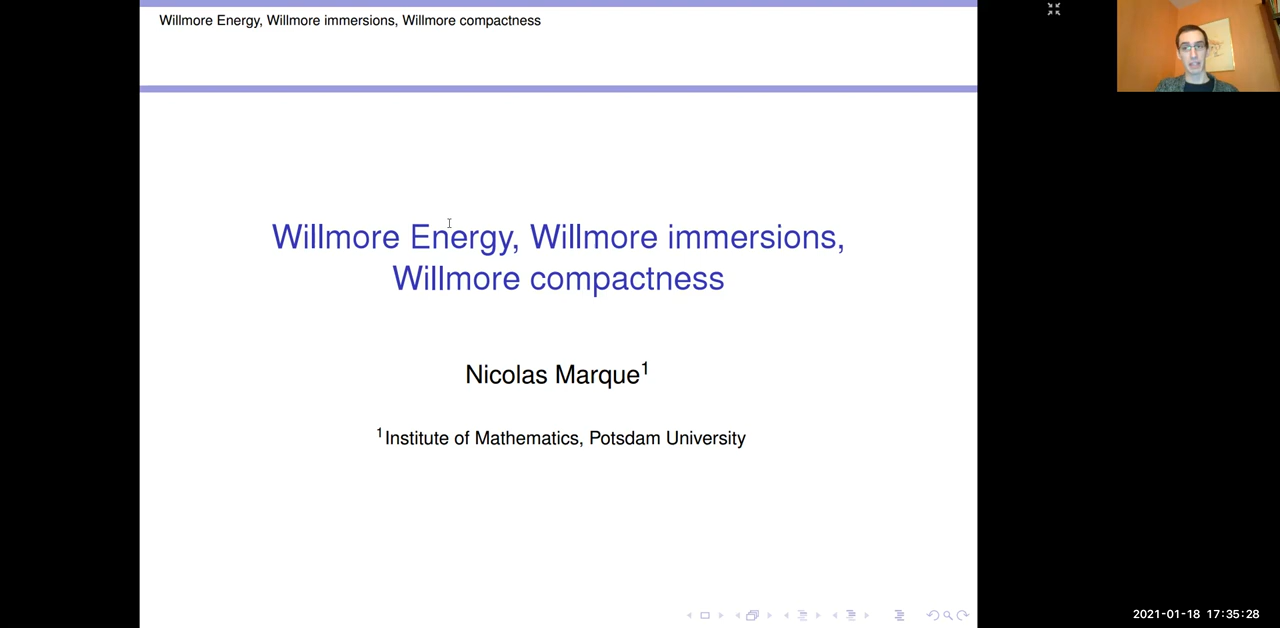 Willmore Energy, Willmore immersions, Willmore compactness
Willmore Energy, Willmore immersions,
Willmore compactness
Nicolas Marque¹
¹Institute of Mathematics, Potsdam University
2021-01-18 17:35:28